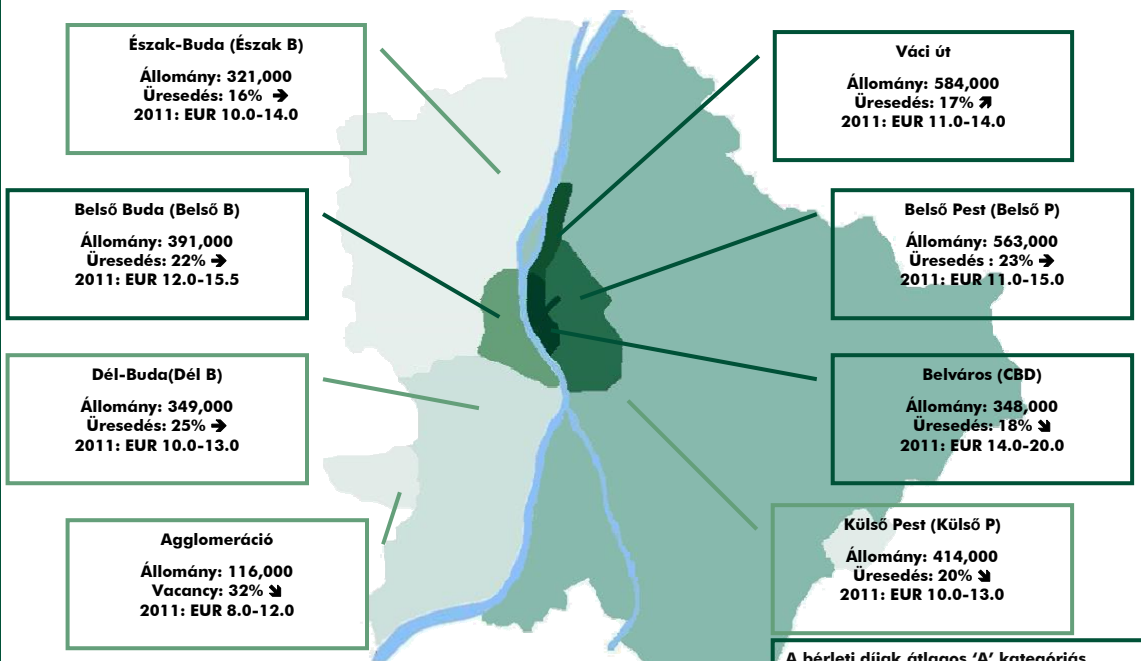 Észak-Buda (Észak B)
Állomány: 321,000
Üresedés: 16% ➔
2011: EUR 10.0-14.0
Váci út
Állomány: 584,000
Üresedés: 17% ➚
2011: EUR 11.0-14.0
Belső Buda (Belső B)
Állomány: 391,000
Üresedés: 22% ➔
2011: EUR 12.0-15.5
Belső Pest (Belső P)
Állomány: 563,000
Üresedés : 23% ➔
2011: EUR 11.0-15.0
Dél-Buda(Dél B)
Állomány: 349,000
Üresedés: 25% ➔
2011: EUR 10.0-13.0
Belváros (CBD)
Állomány: 348,000
Üresedés: 18% ➘
2011: EUR 14.0-20.0
Agglomeráció
Állomány: 116,000
Vacancy: 32% ➘
2011: EUR 8.0-12.0
Külső Pest (Külső P)
Állomány: 414,000
Üresedés: 20% ➘
2011: EUR 10.0-13.0
A bérleti díjak átlagos 'A' kategóriás